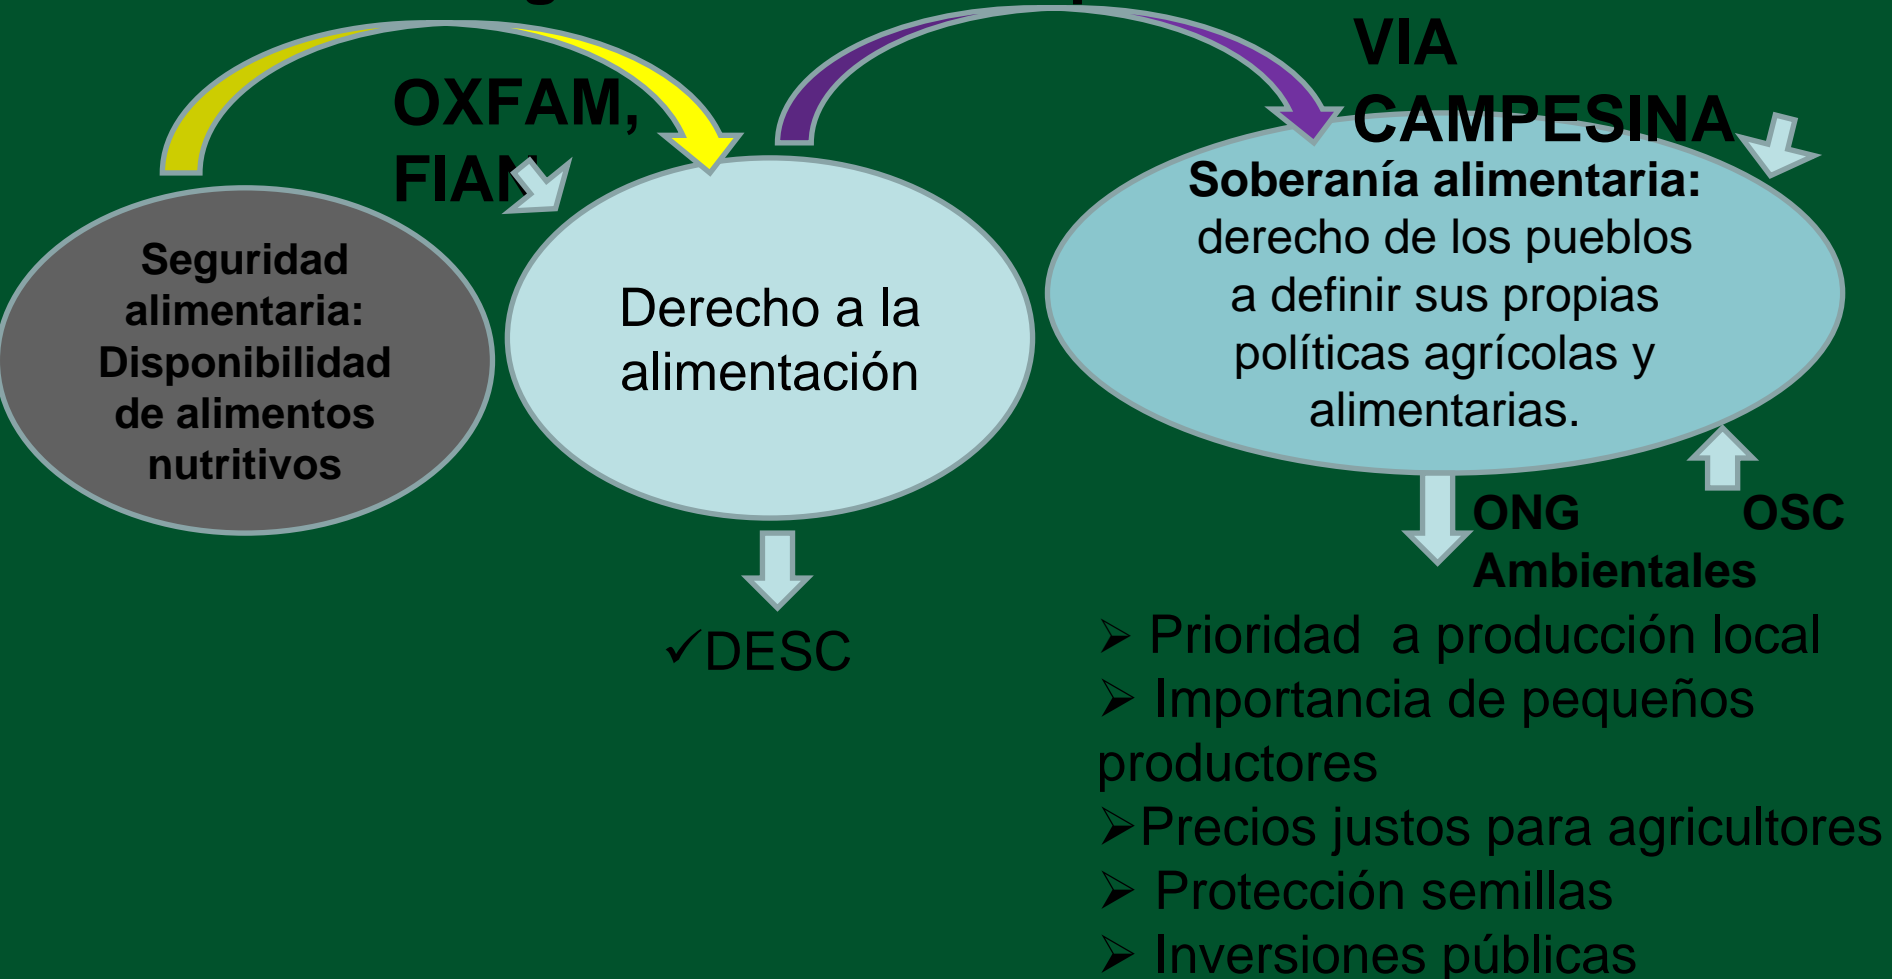 OXFAM,
FIAN
VIA
CAMPESINA
Seguridad
alimentaria:
Disponibilidad
de alimentos
nutritivos
Derecho a la
alimentación
✓DESC
Soberanía alimentaria:
derecho de los pueblos
a definir sus propias
políticas agrícolas y
alimentarias.
ONG
Ambientales
OSC
➢ Prioridad a producción local
➢ Importancia de pequeños
productores
➢Precios justos para agricultores
➢ Protección semillas
➢ Inversiones públicas